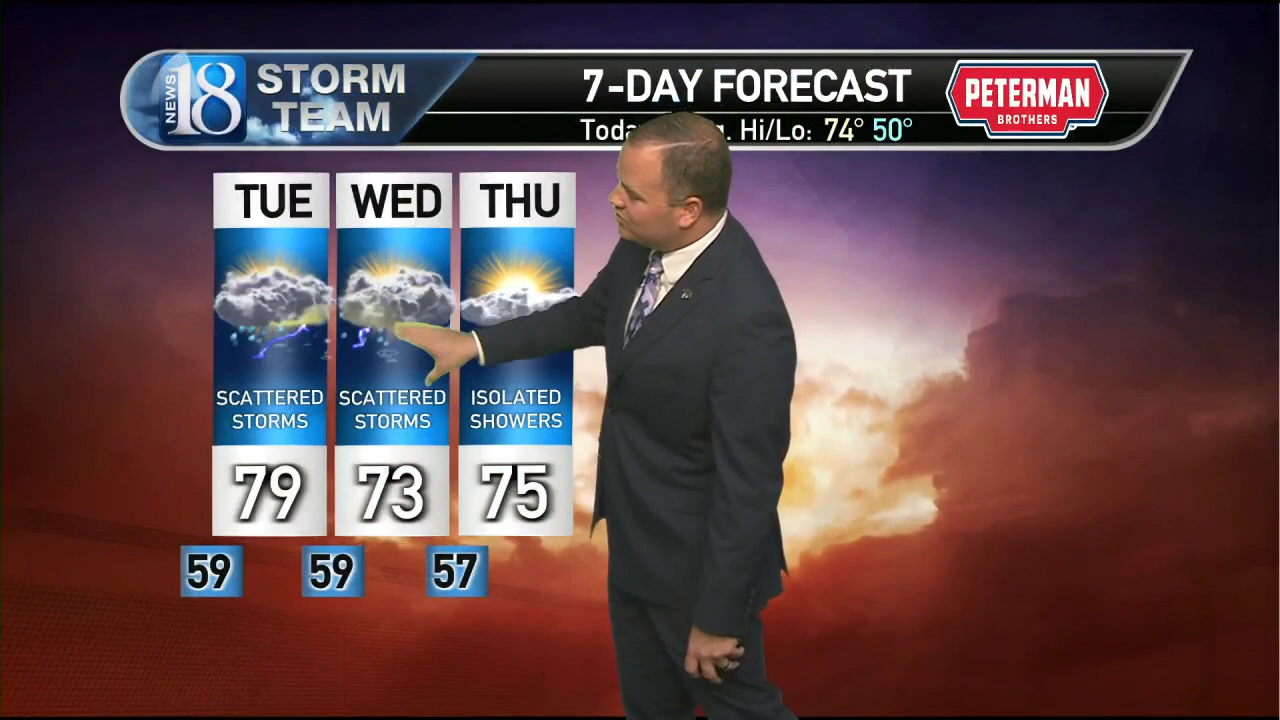 NEWS 18
STORM TEAM
7-DAY FORECAST
Hi/Lo: 74° 50°
PETERMAN
BROTHERS
TUE WED THU
SCATTERED STORMS
SCATTERED STORMS
ISOLATED SHOWERS
79 73 75
59 59 57